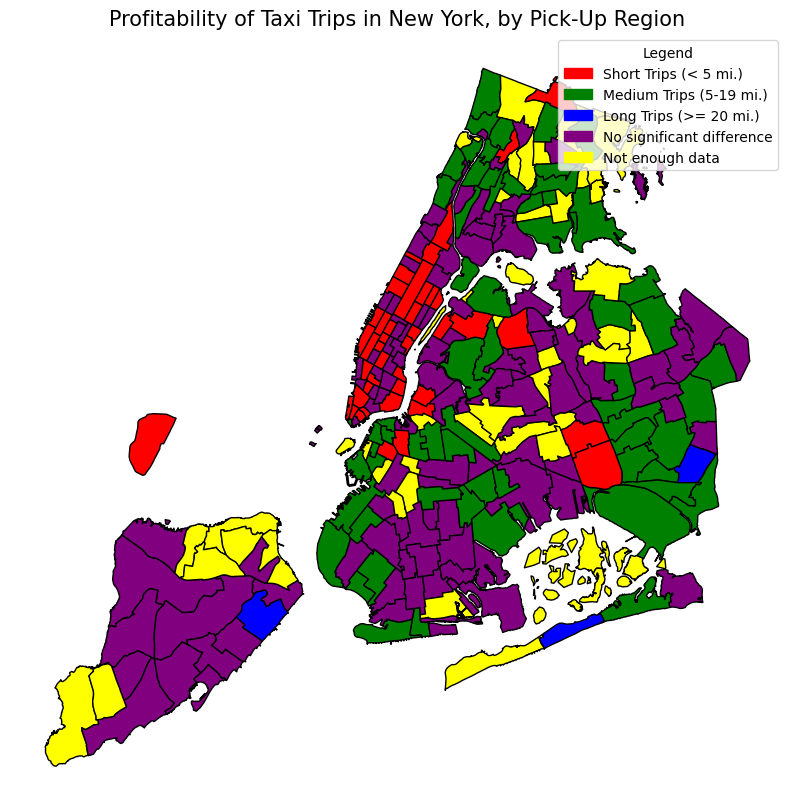 Profitability of Taxi Trips in New York, by Pick-Up Region
Legend
Short Trips (< 5 mi.)
Medium Trips (5-19 mi.)
Long Trips (>= 20 mi.)
No significant difference
Not enough data